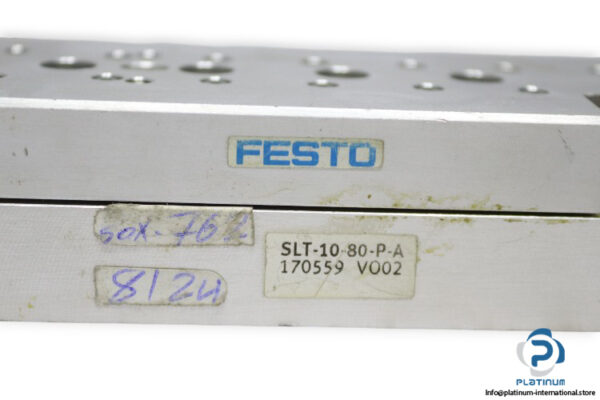 FESTO
SLT-10-80-P-A
170559 V002
8124
PLATINUM
Info@platinum-international.store